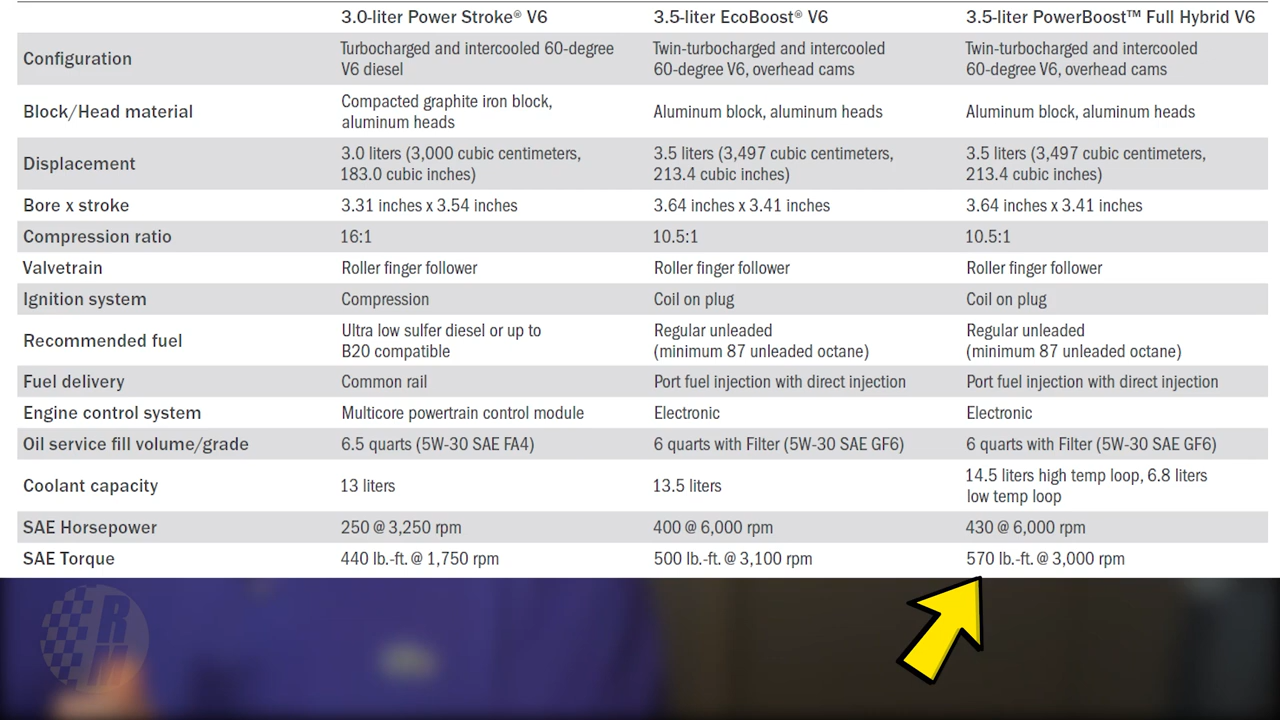 3.0-liter Power Stroke® V6 3.5-liter EcoBoost® V6 3.5-liter PowerBoost™ Full Hybrid V6
Configuration
Turbocharged and intercooled 60-degree
V6 diesel
Twin-turbocharged and intercooled
60-degree V6, overhead cams
Twin-turbocharged and intercooled
60-degree V6, overhead cams
Block/Head material
Compacted graphite iron block,
aluminum heads
Aluminum block, aluminum heads
Aluminum block, aluminum heads
Displacement
3.0 liters (3,000 cubic centimeters,
183.0 cubic inches)
3.5 liters (3,497 cubic centimeters,
213.4 cubic inches)
3.5 liters (3,497 cubic centimeters,
213.4 cubic inches)
Bore x stroke 3.31 inches x 3.54 inches 3.64 inches x 3.41 inches 3.64 inches x 3.41 inches
Compression ratio 16:1 10.5:1 10.5:1
Valvetrain Roller finger follower Roller finger follower Roller finger follower
Ignition system Compression Coil on plug Coil on plug
Recommended fuel
Ultra low sulfer diesel or up to
B20 compatible
Regular unleaded
(minimum 87 unleaded octane)
Regular unleaded
(minimum 87 unleaded octane)
Fuel delivery Common rail Port fuel injection with direct injection Port fuel injection with direct injection
Engine control system Multicore powertrain control module Electronic Electronic
Oil service fill volume/grade 6.5 quarts (5W-30 SAE FA4) 6 quarts with Filter (5W-30 SAE GF6) 6 quarts with Filter (5W-30 SAE GF6)
Coolant capacity
13 liters
13.5 liters
14.5 liters high temp loop, 6.8 liters
low temp loop
SAE Horsepower 250 @ 3,250 rpm 400 @ 6,000 rpm 430 @ 6,000 rpm
SAE Torque 440 lb.-ft. @ 1,750 rpm 500 lb.-ft. @ 3,100 rpm 570 lb.-ft. @ 3,000 rpm